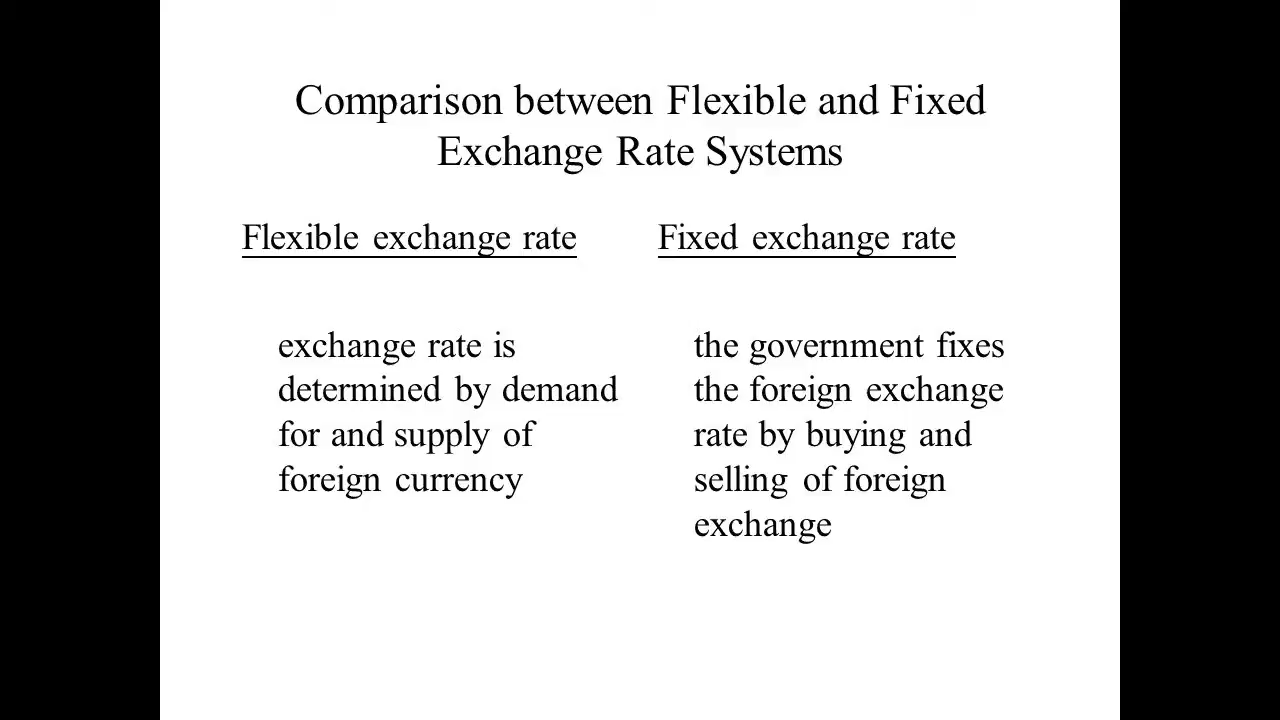 Comparison between Flexible and Fixed
Exchange Rate Systems
Flexible exchange rate
exchange rate is
determined by demand
for and supply of
foreign currency
Fixed exchange rate
the government fixes
the foreign exchange
rate by buying and
selling of foreign
exchange